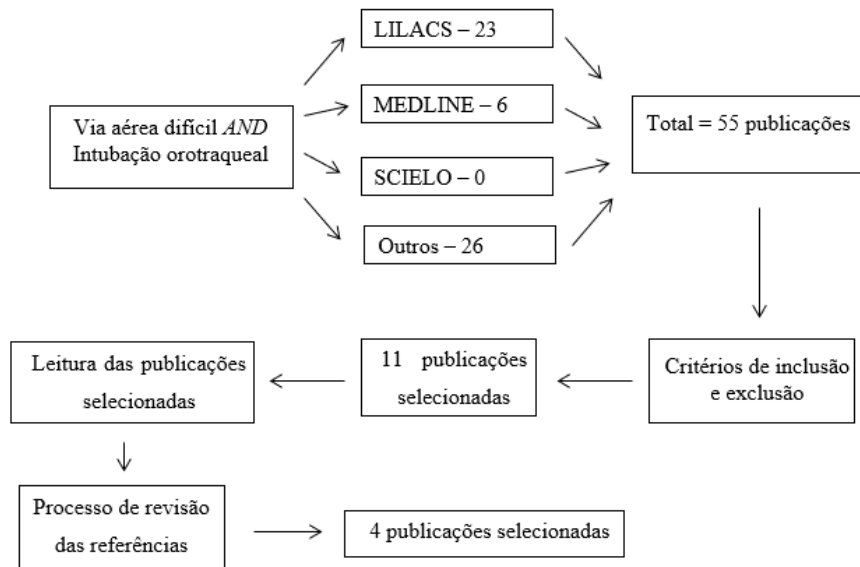 Via aérea difícil AND
Intubação orotraqueal
LILACS – 23
MEDLINE – 6
SCIELO – 0
Outros – 26
Total = 55 publicações
Critérios de inclusão
e exclusão
11 publicações
selecionadas
Leitura das publicações
selecionadas
Processo de revisão
das referências
4 publicações selecionadas